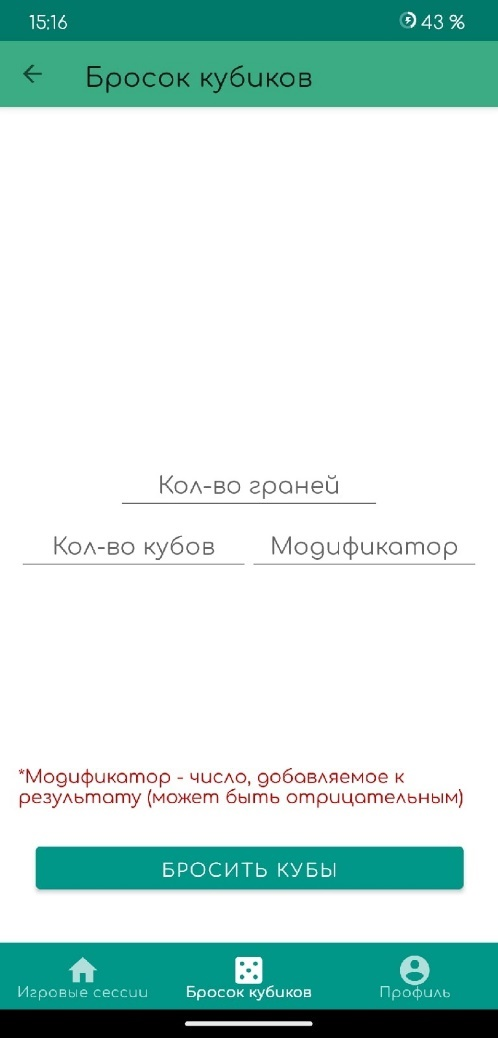 15:16
43 %
Бросок кубиков
Кол-во граней
Кол-во кубов
Модификатор
*Модификатор - число, добавляемое к
результату (может быть отрицательным)
БРОСИТЬ КУБЫ
Игровые сессии
Бросок кубиков
Профиль